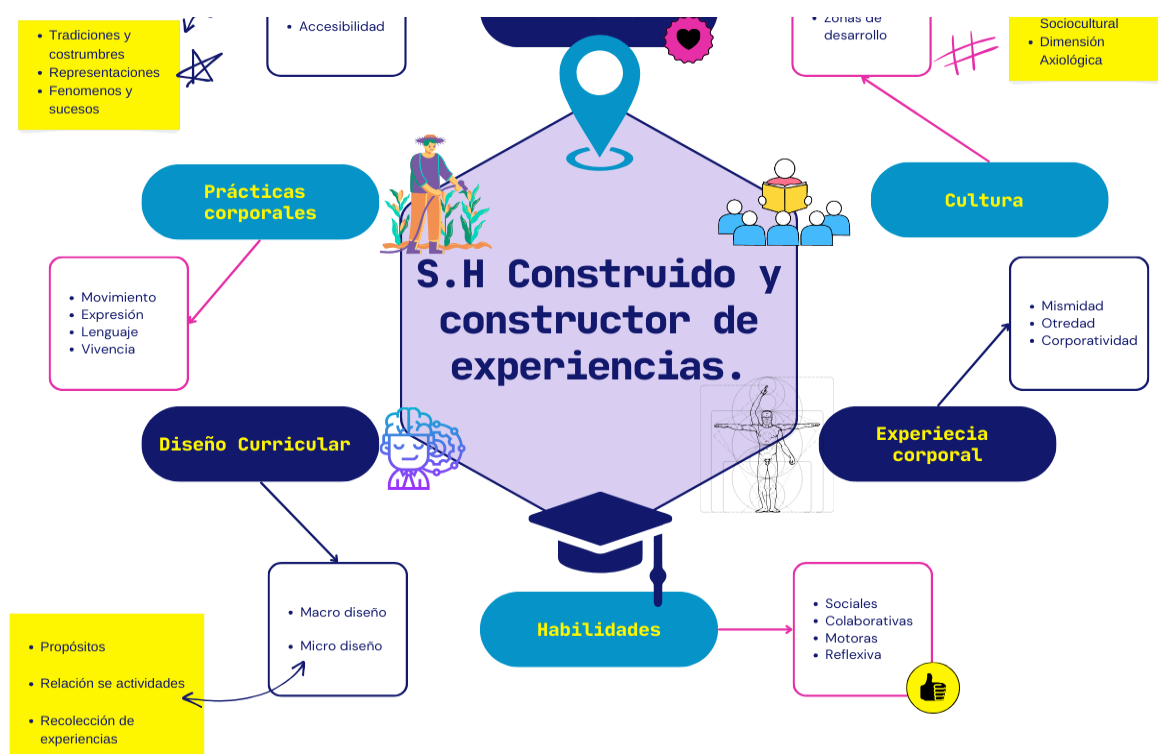 • Tradiciones y
costrumbres
• Representaciones
• Fenomenos y
sucesos
• Accesibilidad
• Zonas de
desarrollo
Sociocultural
• Dimensión
Axiológica
Prácticas
corporales
Cultura
• Movimiento
• Expresión
• Lenguaje
• Vivencia
S.H Construido y
constructor de
experiencias.
• Mismidad
• Otredad
• Corporatividad
Diseño Curricular
Experiecia
corporal
• Macro diseño
• Micro diseño
Habilidades
• Sociales
• Colaborativas
• Motoras
• Reflexiva
• Propósitos
• Relación se actividades
• Recolección de
experiencias